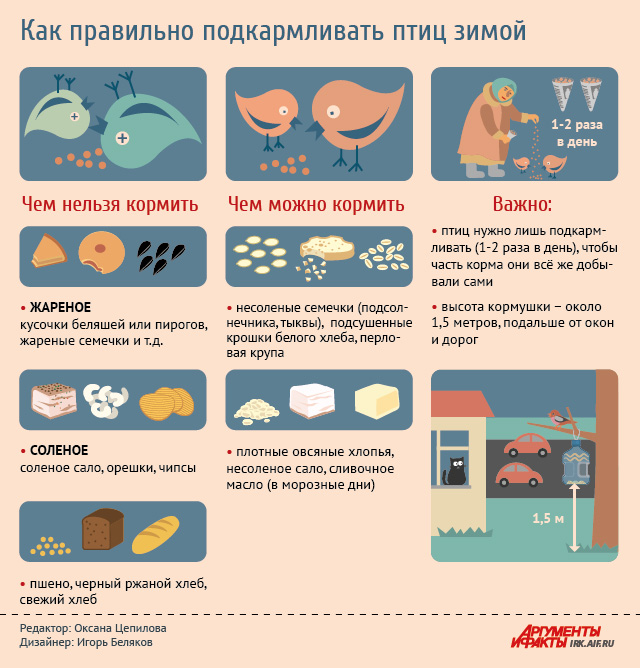 Как правильно подкармливать птиц зимой
1-2 раза
в день
Чем нельзя кормить
Чем можно кормить
Важно:
• ЖАРЕНОЕ
кусочки беляшей или пирогов,
жареные семечки и т.д.
• несоленые семечки (подсол-
нечника, тыквы), подсушенные
крошки белого хлеба, перло-
вая крупа
• птиц нужно лишь подкарм-
ливать (1-2 раза в день), чтобы
часть корма они всё же добы-
вали сами
• высота кормушки – около
1,5 метров, подальше от окон
и дорог
• СОЛЕНОЕ
соленое сало, орешки, чипсы
• плотные овсяные хлопья,
несоленое сало, сливочное
масло (в морозные дни)
1,5 м
• пшено, черный ржаной хлеб,
свежий хлеб
Редактор: Оксана Цепилова
Дизайнер: Игорь Беляков
АРГУМЕНТЫ
И ФАКТЫ IRK.AIF.RU